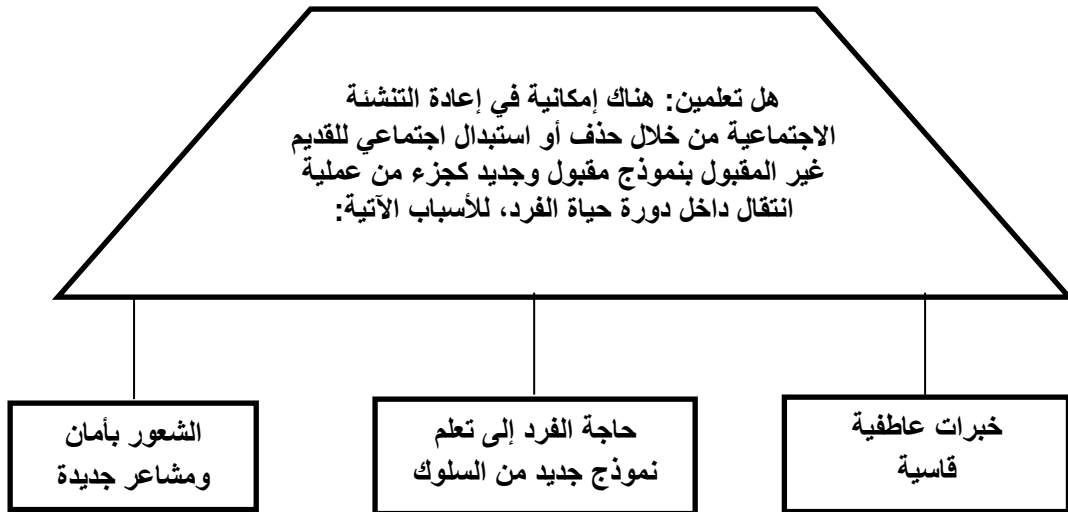 هل تعلمين: هناك إمكانية في إعادة التنشئة
الاجتماعية من خلال حذف أو استبدال اجتماعي للقديم
غير المقبول بنموذج مقبول وجديد كجزء من عملية
انتقال داخل دورة حياة الفرد، للأسباب الآتية:
خبرات عاطفية
قاسية
حاجة الفرد إلى تعلم
نموذج جديد من السلوك
الشعور بأمان
ومشاعر جديدة